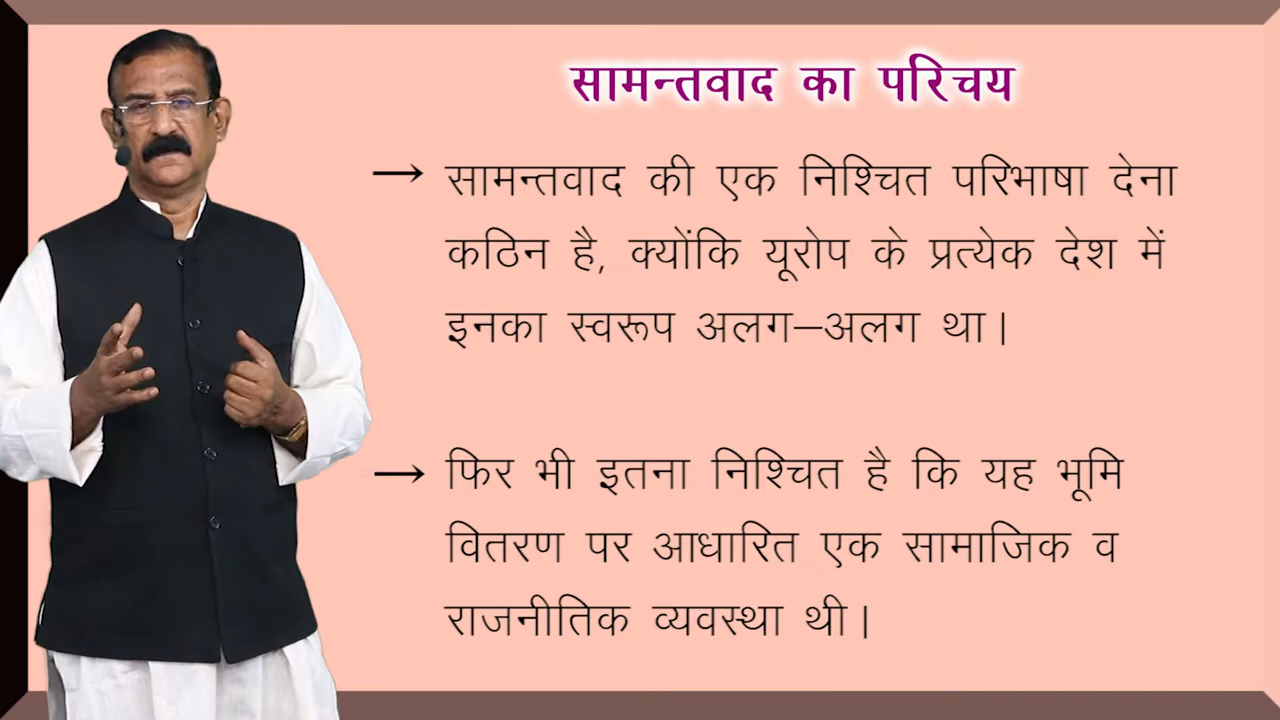 सामन्तवाद का परिचय
→ सामन्तवाद की एक निश्चित परिभाषा देना
कठिन है, क्योंकि यूरोप के प्रत्येक देश में
इनका स्वरूप अलग–अलग था।
→ फिर भी इतना निश्चित है कि यह भूमि
वितरण पर आधारित एक सामाजिक व
राजनीतिक व्यवस्था थी।